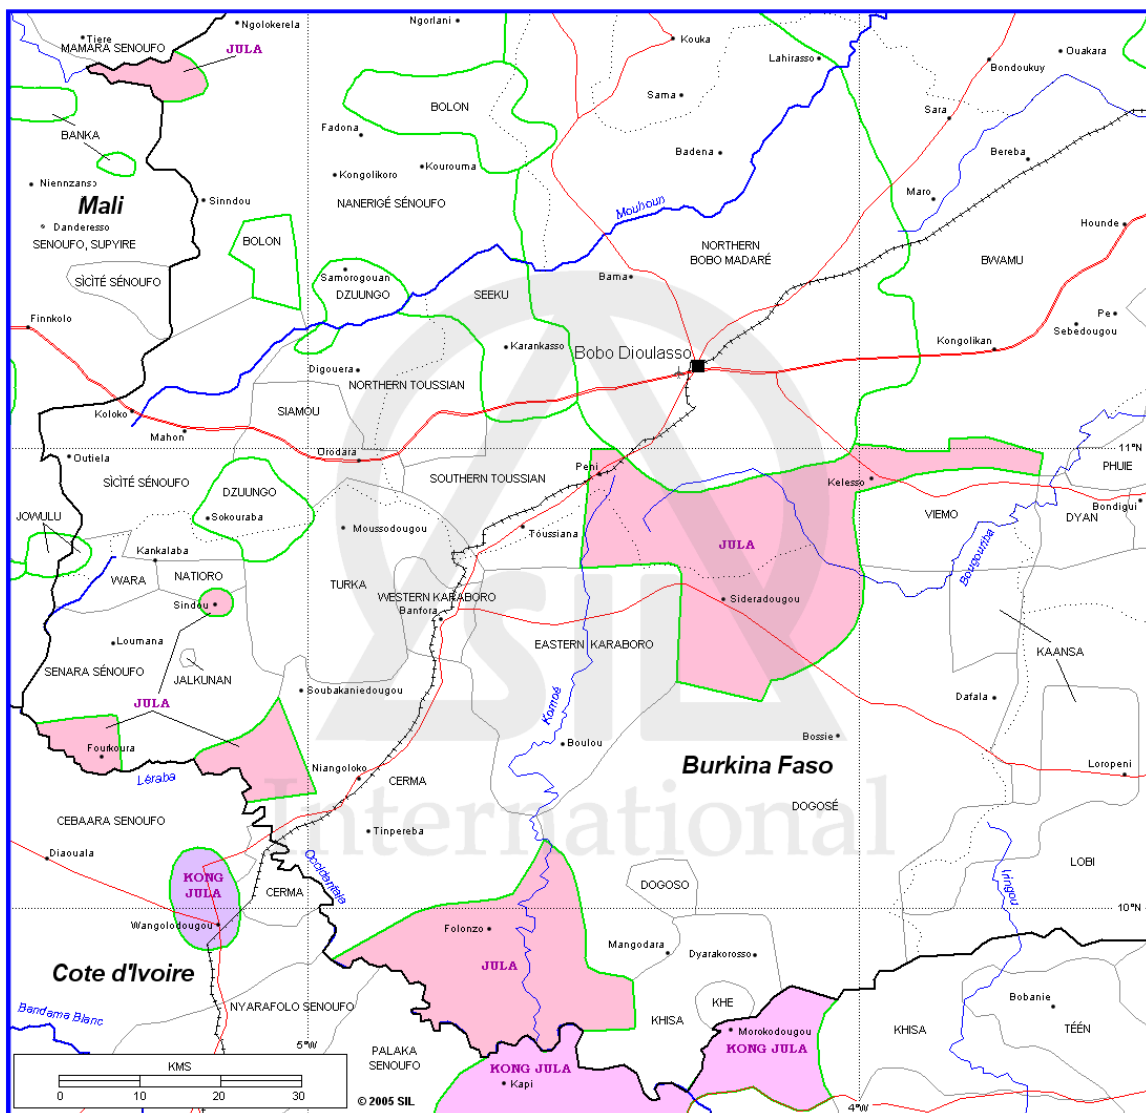 Ngolokerela
Ngorlani
Tiere
MAMARA SENOUFO
JULA
Kouka
Lahirasso
Ouakara
Bondoukuy
BOLON
Sama
Sara
BANKA
Fadona
Badena
Bereba
Kourouma
Kongolikoro
Niennzanso
Mali
Sinndou
NANERIGÉ SÉNOUFO
Mouhoun
Maro
Danderesso
SENOUFO, SUPYIRE
BOLON
NORTHERN
BOBO MADARÉ
Hounde
BWAMU
SÌCÌTÉ SÉNOUFO
Samorogouan
DZUUNGO
SEEKU
Bama
Finnkolo
Pe
Sebedougou
Karankasso
Bobo Dioulasso
Kongolikan
Digouera
NORTHERN TOUSSIAN
Koloko
SIAMOU
Mahon
Outiela
Orodara
11°N
SÌCÌTÉ SÉNOUFO
SOUTHERN TOUSSIAN
Peni
PHUIE
Kelesso
DZUUNGO
JOWULU
Sokouraba
Moussodougou
Toussiana
VIEMO
DYAN
Bondigui
JULA
Kankalaba
Bougouriba
WARA
NATIORO
TURKA
WESTERN KARABORO
Sindou
Banfora
Sideradougou
Loumana
EASTERN KARABORO
KAANSA
SENARA SÉNOUFO
JALKUNAN
Soubakaniedougou
JULA
Komoé
Dafala
Fourkoura
Boulou
Bossie
Léraba
Niangoloko
CERMA
Burkina Faso
Loropeni
SIL
International
CEBAARA SENOUFO
Tinpereba
DOGOSÉ
Diaouala
Occidentale
LOBI
KONG
JULA
CERMA
DOGOSO
Iringou
Wangolodougou
10°N
Folonzo
Mangodara
Dyarakorosso
Cote d'Ivoire
JULA
NYARAFOLO SENOUFO
KHE
Bobanie
Bandama Blanc
KHISA
Morokodougou
KHISA
TÉÉN
5°W
PALAKA
SENOUFO
KONG JULA
KONG JULA
KMS
Kapi
0 10 20 30
© 2005 SIL
4°W